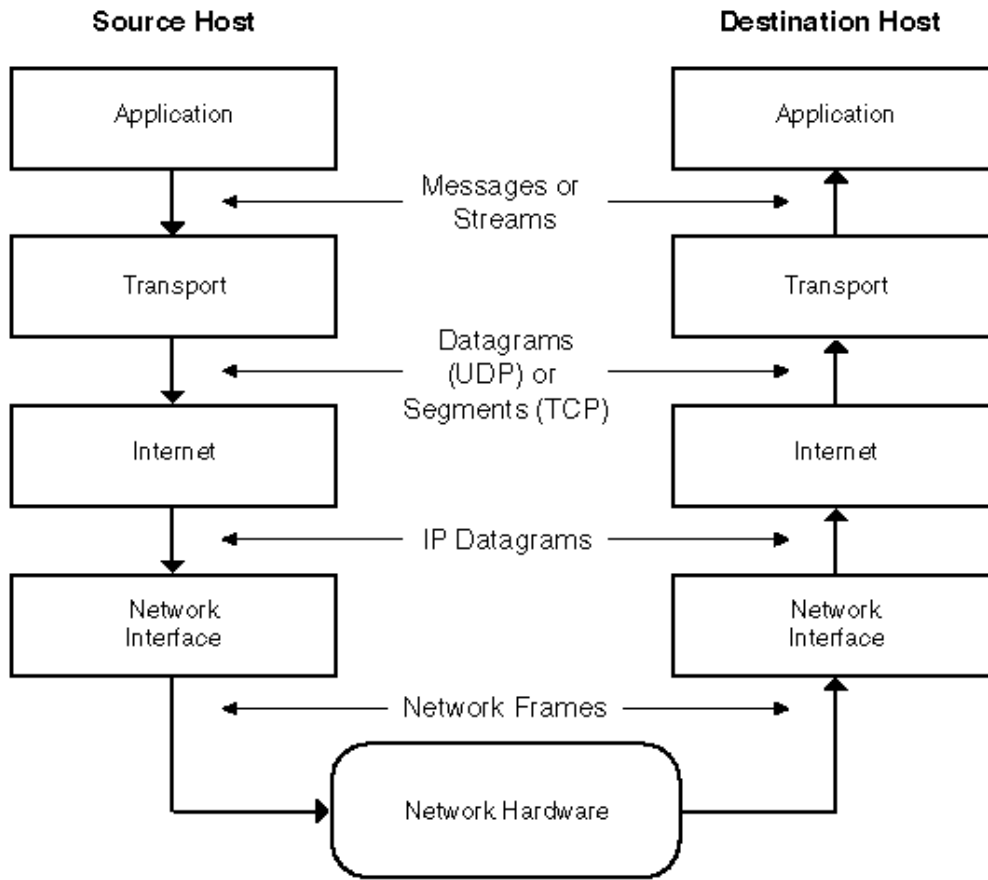 Source Host
Destination Host
Application
Application
Messages or
Streams
Transport
Transport
Datagrams
(UDP) or
Segments (TCP)
Internet
Internet
IP Datagrams
Network
Interface
Network
Interface
Network Frames
Network Hardware